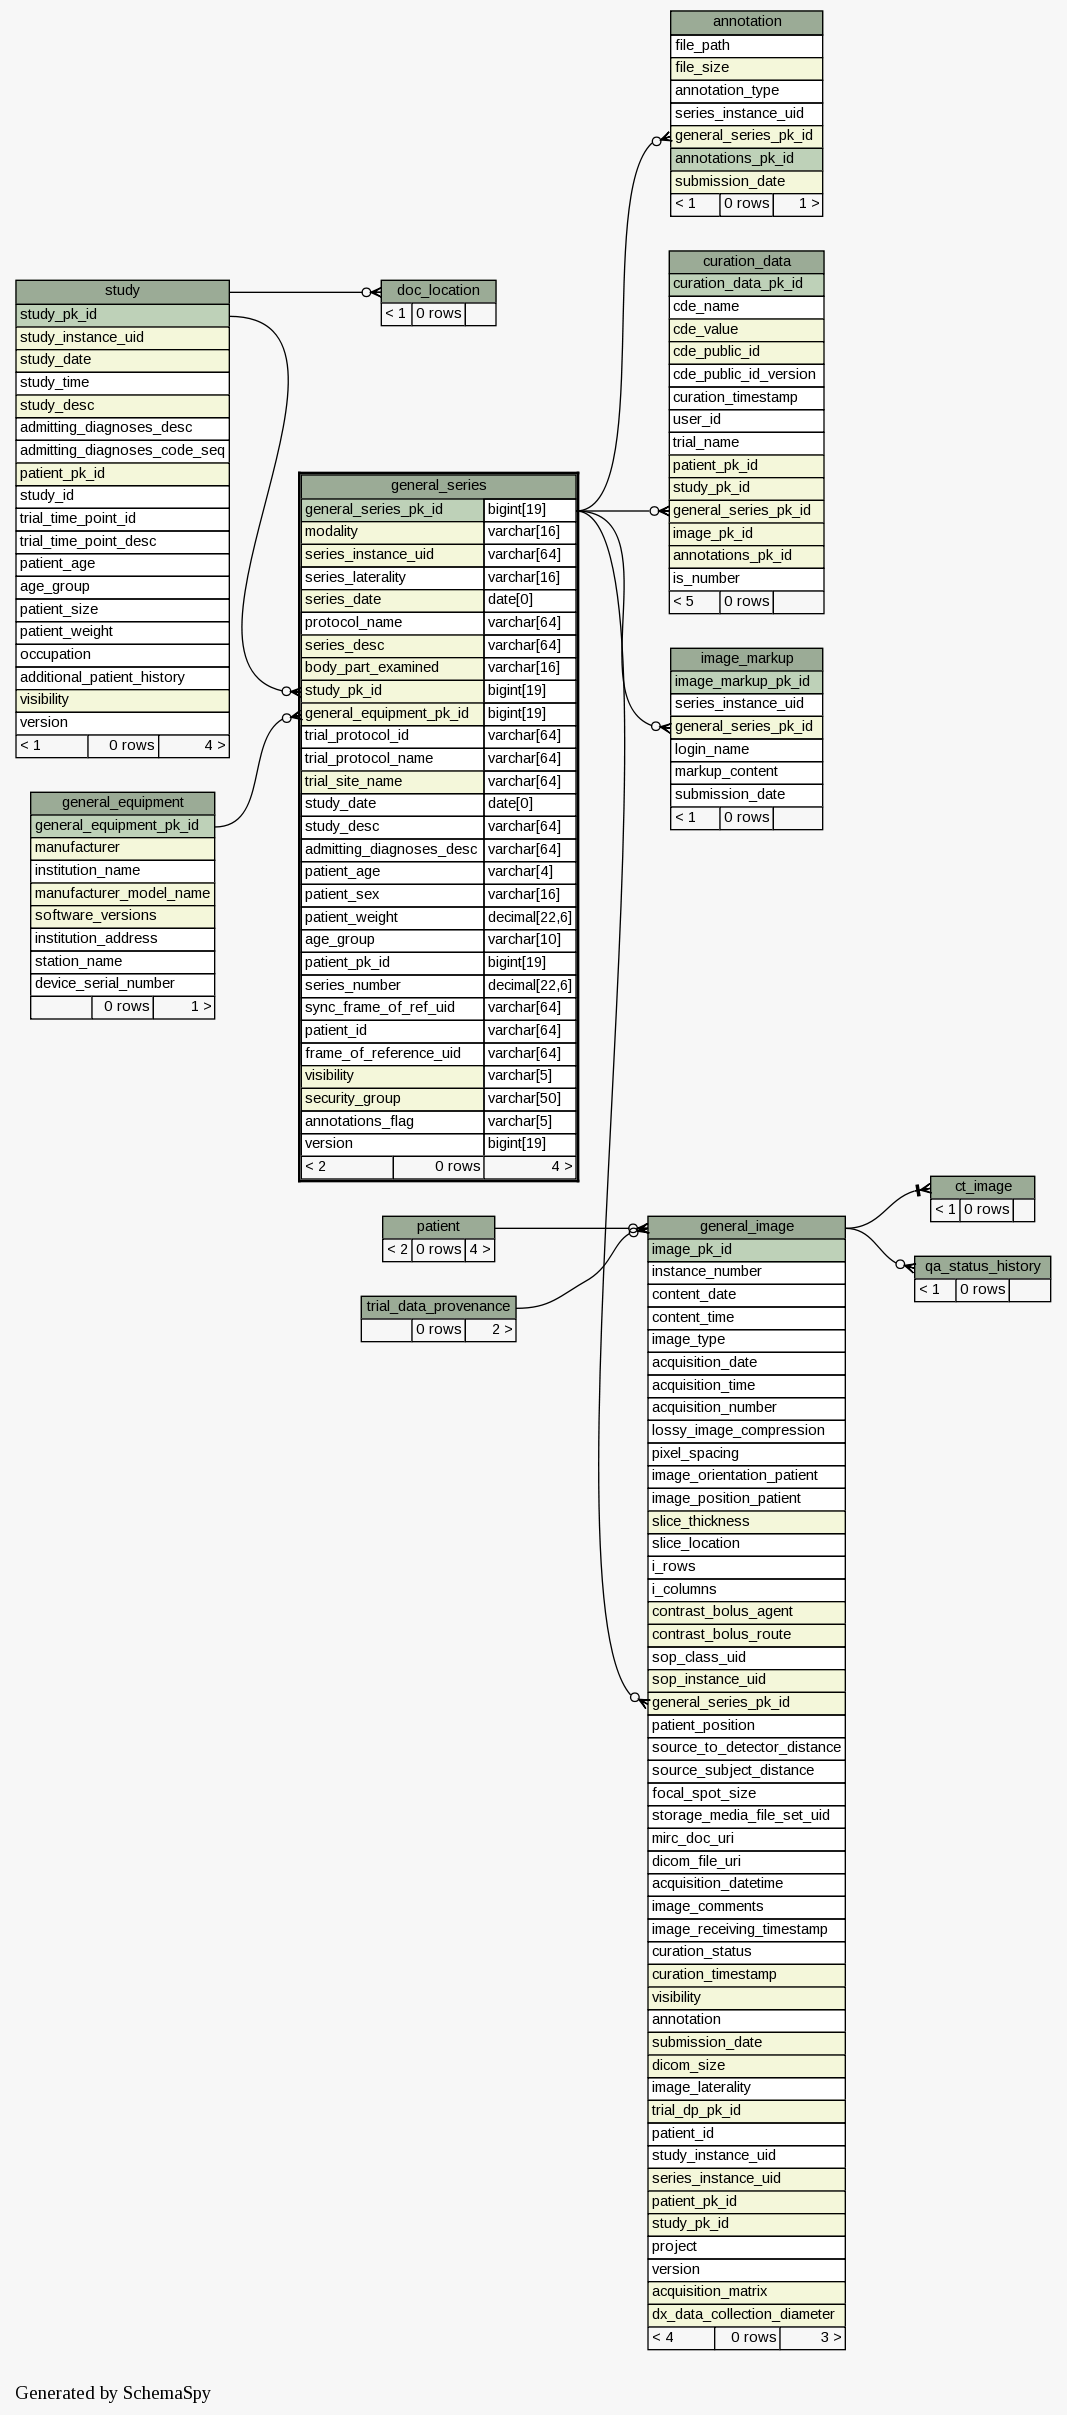 annotation
file_path
file_size
annotation_type
series_instance_uid
general_series_pk_id
annotations_pk_id
submission_date
< 1 0 rows 1 >
curation_data
curation_data_pk_id
cde_name
cde_value
cde_public_id
cde_public_id_version
curation_timestamp
user_id
trial_name
patient_pk_id
study_pk_id
general_series_pk_id
image_pk_id
annotations_pk_id
is_number
< 5 0 rows
study
study_pk_id
study_instance_uid
study_date
study_time
study_desc
admitting_diagnoses_desc
admitting_diagnoses_code_seq
patient_pk_id
study_id
trial_time_point_id
trial_time_point_desc
patient_age
age_group
patient_size
patient_weight
occupation
additional_patient_history
visibility
version
< 1 0 rows 4 >
doc_location
< 1 0 rows
general_series
general_series_pk_id bigint[19]
modality varchar[16]
series_instance_uid varchar[64]
series_laterality varchar[16]
series_date date[0]
protocol_name varchar[64]
series_desc varchar[64]
body_part_examined varchar[16]
study_pk_id bigint[19]
general_equipment_pk_id bigint[19]
trial_protocol_id varchar[64]
trial_protocol_name varchar[64]
trial_site_name varchar[64]
study_date date[0]
study_desc varchar[64]
admitting_diagnoses_desc varchar[64]
patient_age varchar[4]
patient_sex varchar[16]
patient_weight decimal[22,6]
age_group varchar[10]
patient_pk_id bigint[19]
series_number decimal[22,6]
sync_frame_of_ref_uid varchar[64]
patient_id varchar[64]
frame_of_reference_uid varchar[64]
visibility varchar[5]
security_group varchar[50]
annotations_flag varchar[5]
version bigint[19]
< 2 0 rows 4 >
image_markup
image_markup_pk_id
series_instance_uid
general_series_pk_id
login_name
markup_content
submission_date
< 1 0 rows
general_equipment
general_equipment_pk_id
manufacturer
institution_name
manufacturer_model_name
software_versions
institution_address
station_name
device_serial_number
0 rows 1 >
ct_image
< 1 0 rows
patient
< 2 0 rows 4 >
qa_status_history
< 1 0 rows
trial_data_provenance
0 rows 2 >
general_image
image_pk_id
instance_number
content_date
content_time
image_type
acquisition_date
acquisition_time
acquisition_number
lossy_image_compression
pixel_spacing
image_orientation_patient
image_position_patient
slice_thickness
slice_location
i_rows
i_columns
contrast_bolus_agent
contrast_bolus_route
sop_class_uid
sop_instance_uid
general_series_pk_id
patient_position
source_to_detector_distance
source_subject_distance
focal_spot_size
storage_media_file_set_uid
mirc_doc_uri
dicom_file_uri
acquisition_datetime
image_comments
image_receiving_timestamp
curation_status
curation_timestamp
visibility
annotation
submission_date
dicom_size
image_laterality
trial_dp_pk_id
patient_id
study_instance_uid
series_instance_uid
patient_pk_id
study_pk_id
project
version
acquisition_matrix
dx_data_collection_diameter
< 4 0 rows 3 >
Generated by SchemaSpy